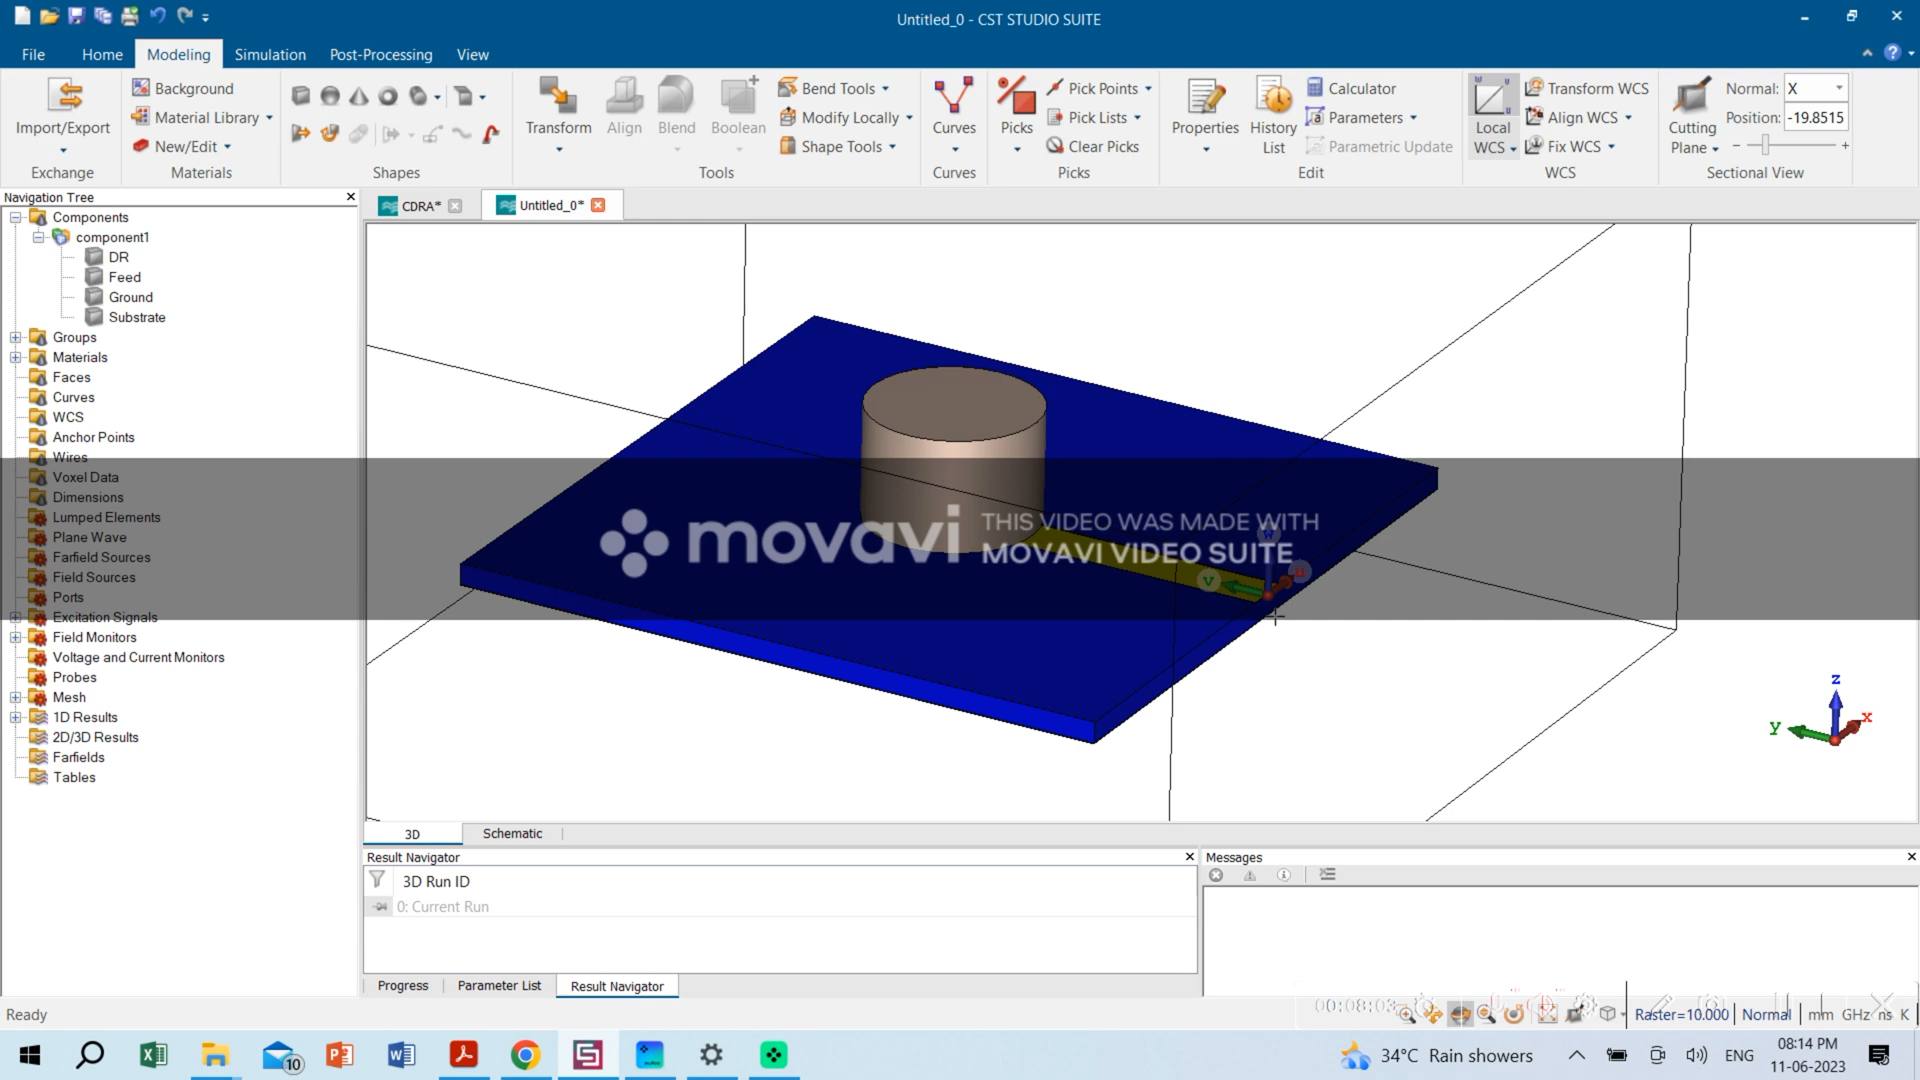 Untitled_0 - CST STUDIO SUITE
File Home Modeling Simulation Post-Processing View
Import/Export
Exchange
Background
Material Library
New/Edit
Materials
Shapes
Transform
Align
Blend
Boolean
Bend Tools
Modify Locally
Shape Tools
Tools
Curves
Curves
Picks
Pick Points
Pick Lists
Clear Picks
Picks
Properties
History
List
Calculator
Parameters
Parametric Update
Edit
Local
WCS
Transform WCS
Align WCS
Fix WCS
WCS
Cutting
Plane
Normal: X
Position: -19.8515
Sectional View
Navigation Tree
CDRA*
Untitled_0*
Components
component1
DR
Feed
Ground
Substrate
Groups
Materials
Faces
Curves
WCS
Anchor Points
Wires
Voxel Data
Dimensions
Lumped Elements
Plane Wave
Farfield Sources
Field Sources
Ports
Excitation Signals
Field Monitors
Voltage and Current Monitors
Probes
Mesh
1D Results
2D/3D Results
Farfields
Tables
movavi
THIS VIDEO WAS MADE WITH
MOVAVI VIDEO SUITE
w
v
u
z
y
x
3D
Schematic
Result Navigator
3D Run ID
0: Current Run
Progress
Parameter List
Result Navigator
Messages
Ready
00:08:03
Raster=10.000 Normal mm GHz ns K
10
34°C Rain showers
ENG
08:14 PM
11-06-2023